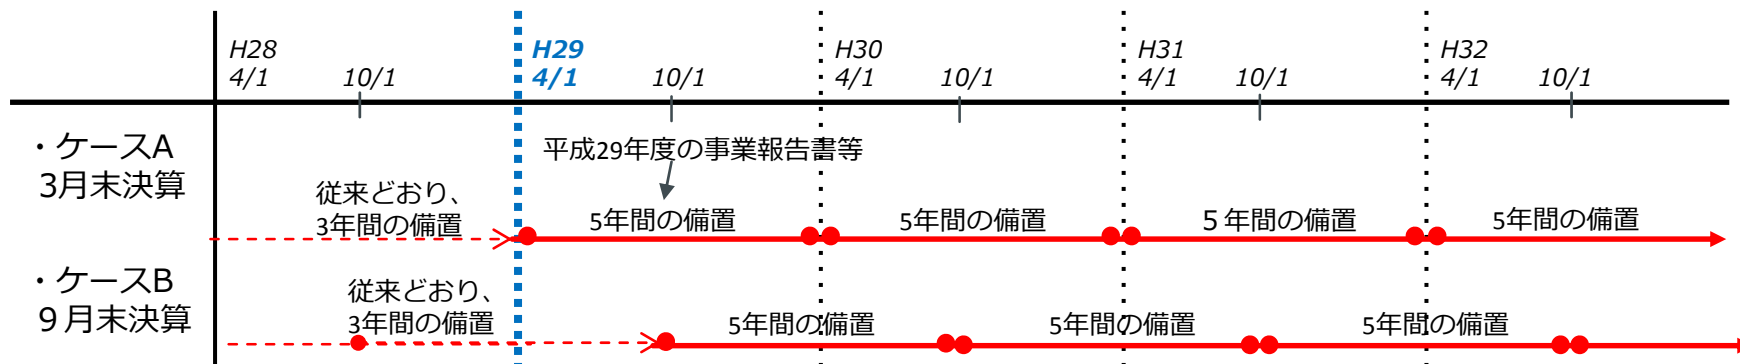 H28
4/1
10/1
H29
4/1
10/1
H30
4/1
10/1
H31
4/1
10/1
H32
4/1
10/1
・ケースA
3月末決算
平成29年度の事業報告書等
従来どおり、
3年間の備置
5年間の備置
5年間の備置
５年間の備置
5年間の備置
・ケースB
９月末決算
従来どおり、
3年間の備置
5年間の備置
5年間の備置
5年間の備置